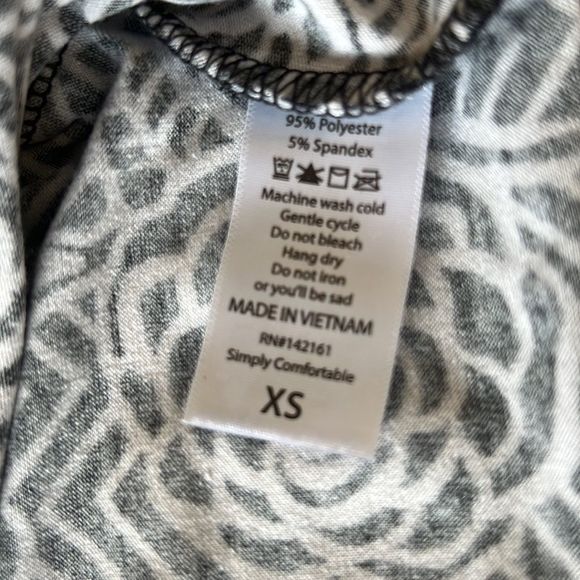 95% Polyester
5% Spandex
Machine wash cold
Gentle cycle
Do not bleach
Hang dry
Do not iron
or you'll be sad
MADE IN VIETNAM
RN#142161
Simply Comfortable
XS